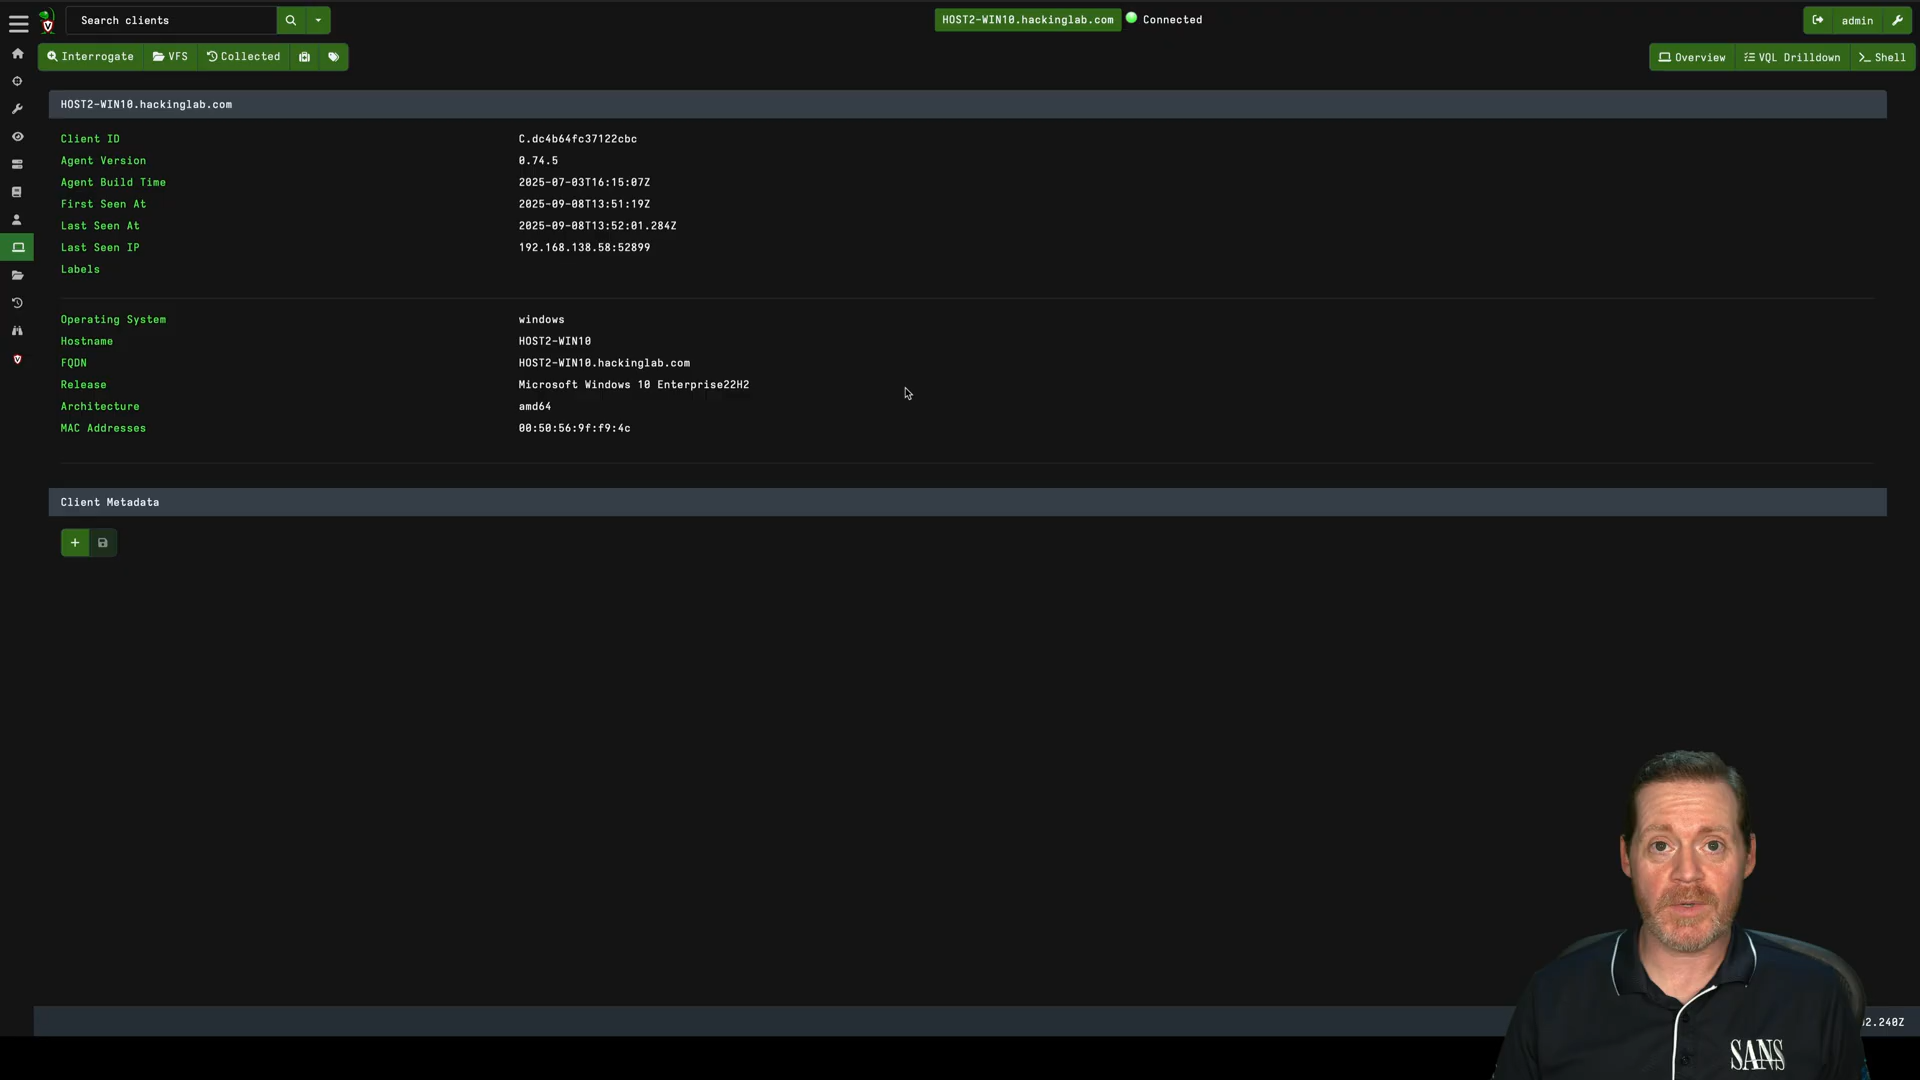 Search clients
HOST2-WIN10.hackinglab.com Connected
admin
Interrogate VFS Collected
Overview VQL Drilldown Shell
HOST2-WIN10.hackinglab.com
Client ID C.dc4b64fc37122cbc
Agent Version 0.74.5
Agent Build Time 2025-07-03T16:15:07Z
First Seen At 2025-09-08T13:51:19Z
Last Seen At 2025-09-08T13:52:01.284Z
Last Seen IP 192.168.138.58:52899
Labels
Operating System windows
Hostname HOST2-WIN10
FQDN HOST2-WIN10.hackinglab.com
Release Microsoft Windows 10 Enterprise22H2
Architecture amd64
MAC Addresses 00:50:56:9f:f9:4c
Client Metadata
2.240Z
SANS